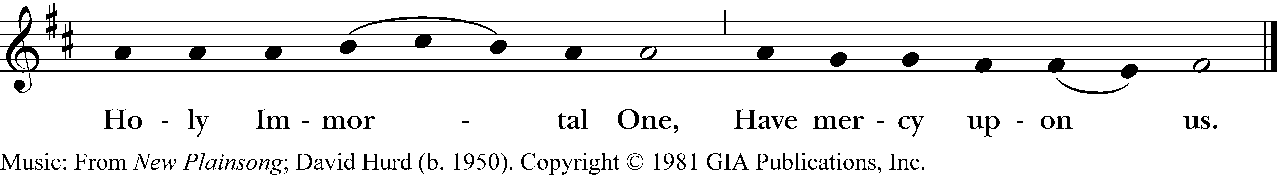 Ho - ly Im - mor - tal One, Have mer - cy up - on us.
Music: From New Plainsong; David Hurd (b. 1950). Copyright © 1981 GIA Publications, Inc.